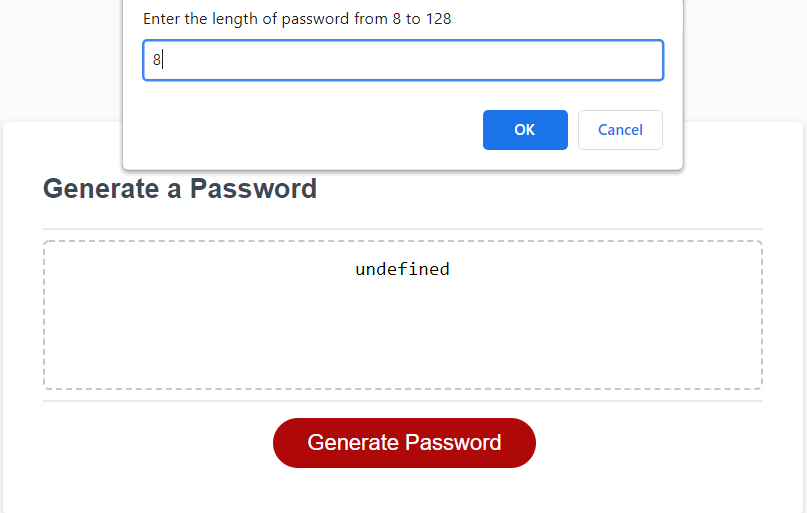 Enter the length of password from 8 to 128
8
OK Cancel
Generate a Password
undefined
Generate Password